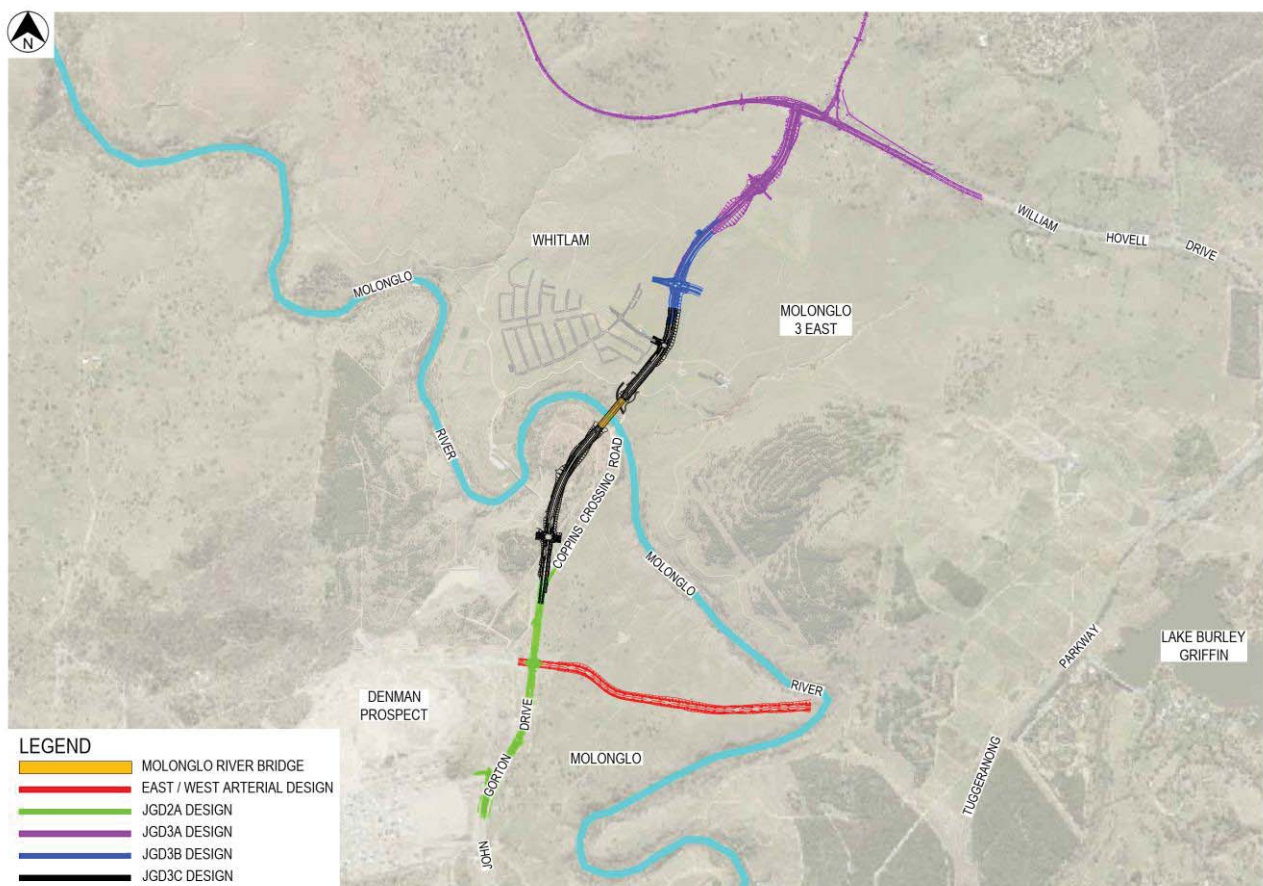 N
WHITLAM
MOLONGLO
RIVER
MOLONGLO
3 EAST
WILLIAM
HOVELL
DRIVE
COPPINS CROSSING ROAD
MOLONGLO
RIVER
LAKE BURLEY
GRIFFIN
PARKWAY
TUGGERANONG
DENMAN
PROSPECT
MOLONGLO
DRIVE
GORTON
JOHN
LEGEND
MOLONGLO RIVER BRIDGE
EAST / WEST ARTERIAL DESIGN
JGD2A DESIGN
JGD3A DESIGN
JGD3B DESIGN
JGD3C DESIGN